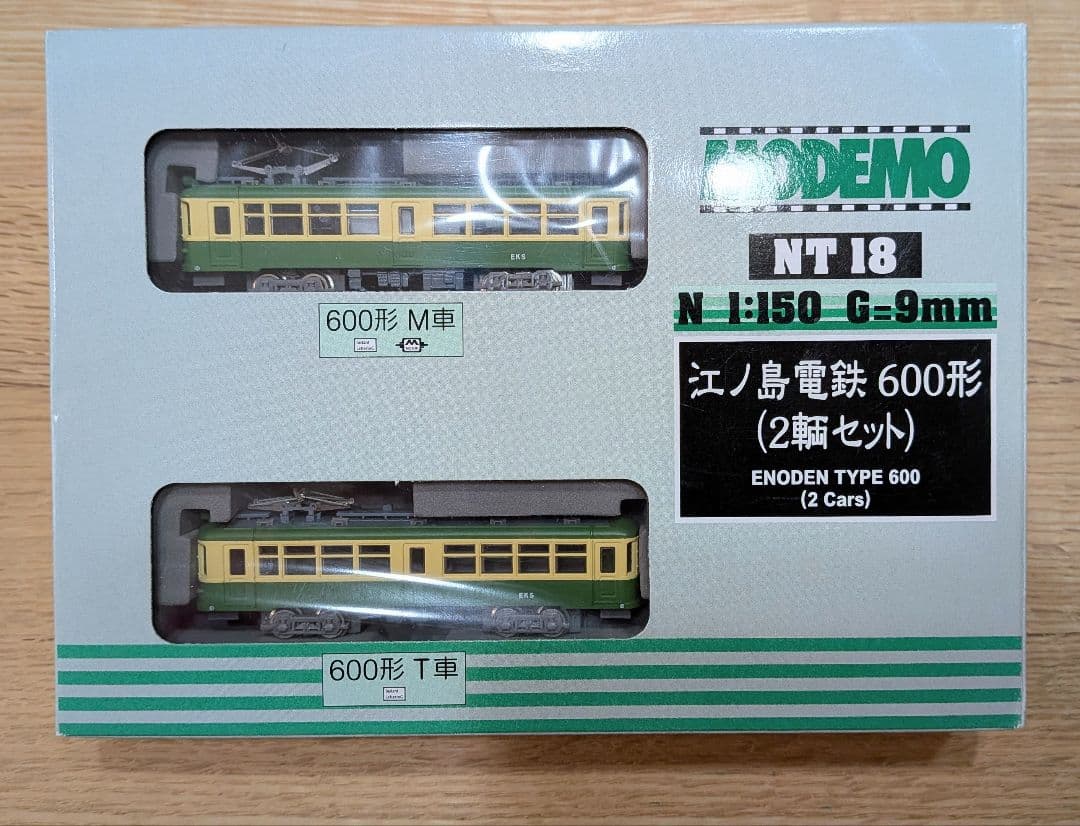 MODEMO
NT 18
N 1:150 G=9mm
江ノ島電鉄 600形
(2輌セット)
ENODEN TYPE 600
(2 Cars)
EKS
600形 M車
EKS
600形 T車